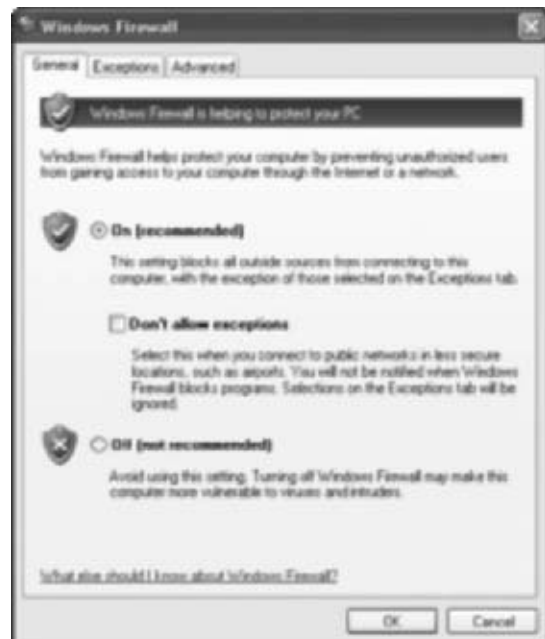 Windows Firewall
General Exceptions Advanced
Windows Firewall is helping to protect your PC
Windows Firewall helps protect your computer by preventing unauthorized users
from gaining access to your computer through the Internet or a network.
On (recommended)
This setting blocks all outside sources from connecting to this
computer, with the exception of those selected on the Exceptions tab.
Don't allow exceptions
Select this when you connect to public networks in less secure
locations, such as airports. You will not be notified when Windows
Firewall blocks programs. Selections on the Exceptions tab will be
ignored.
Off (not recommended)
Avoid using this setting. Turning off Windows Firewall may make this
computer more vulnerable to viruses and intruders.
What else should I know about Windows Firewall?
OK Cancel